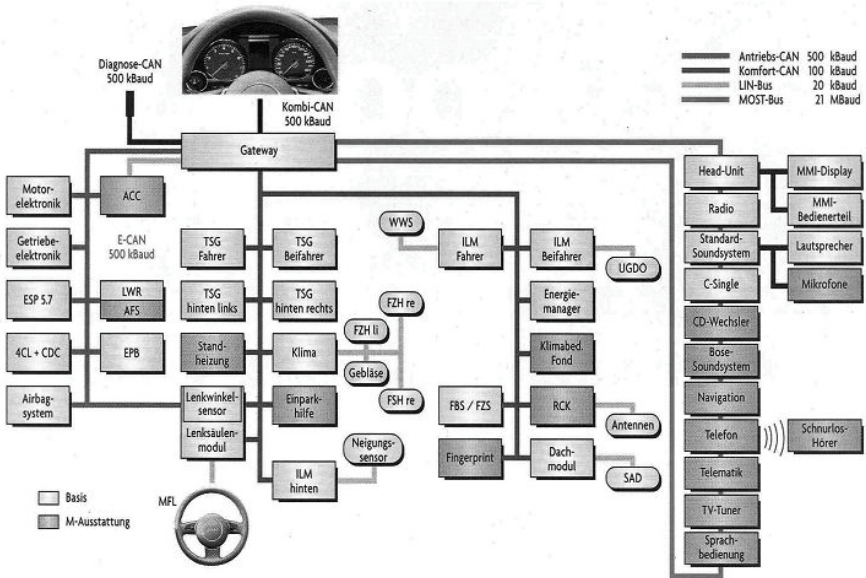 Diagnose-CAN
500 kBaud
Kombi-CAN
500 kBaud
Antriebs-CAN 500 kBaud
Komfort-CAN 100 kBaud
LIN-Bus 20 kBaud
MOST-Bus 21 MBaud
Gateway
Motor-
elektronik
ACC
Getriebe-
elektronik
E-CAN
500 kBaud
ESP 5.7
LWR
AFS
4CL + CDC
EPB
Airbag-
system
TSG
Fahrer
TSG
Beifahrer
TSG
hinten links
TSG
hinten rechts
Stand-
heizung
Klima
FZH li
Gebläse
FZH re
FSH re
Lenkwinkel-
sensor
Lenksäulen-
modul
Einpark-
hilfe
ILM
hinten
Neigungs-
sensor
MFL
WWS
ILM
Fahrer
ILM
Beifahrer
UGDO
Energie-
manager
Klimabed.
Fond
FBS / FZS
RCK
Antennen
Fingerprint
Dach-
modul
SAD
Head-Unit
MMI-Display
Radio
MMI-
Bedienerteil
Standard-
Soundsystem
Lautsprecher
C-Single
Mikrofone
CD-Wechsler
Bose-
Soundsystem
Navigation
Telefon
Schnurlos-
Hörer
Telematik
TV-Tuner
Sprach-
bedienung
Basis
M-Ausstattung